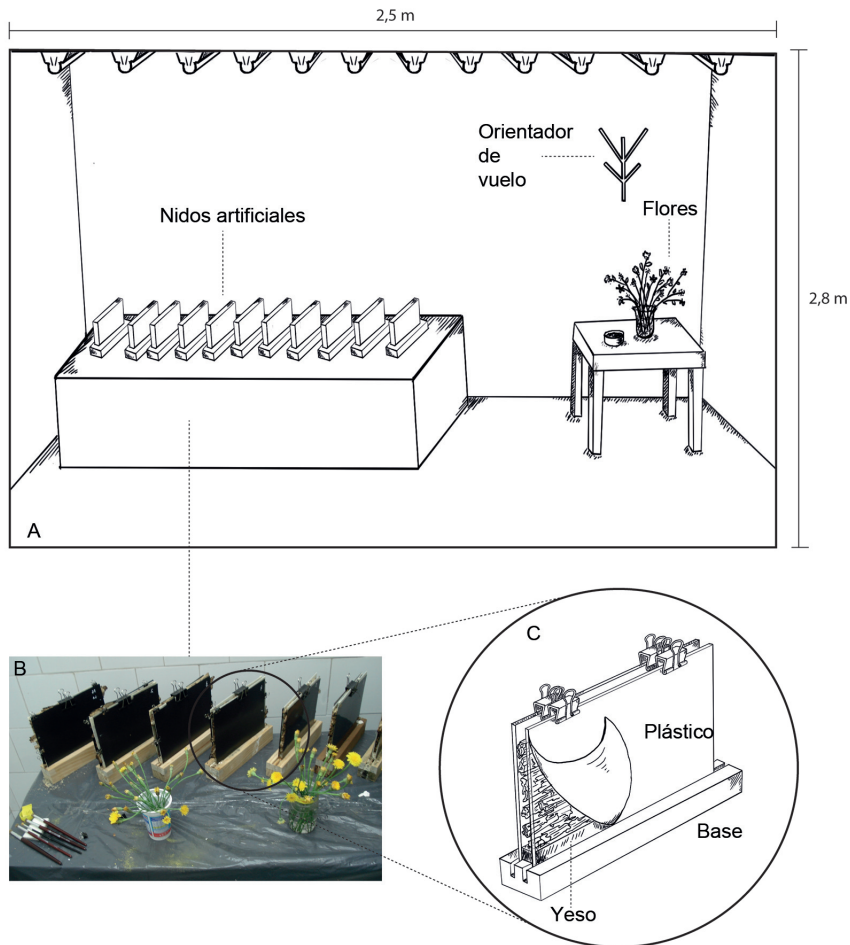 2,5 m
Orientador
de
vuelo
Flores
Nidos artificiales
2,8 m
A
B
C
Plástico
Base
Yeso